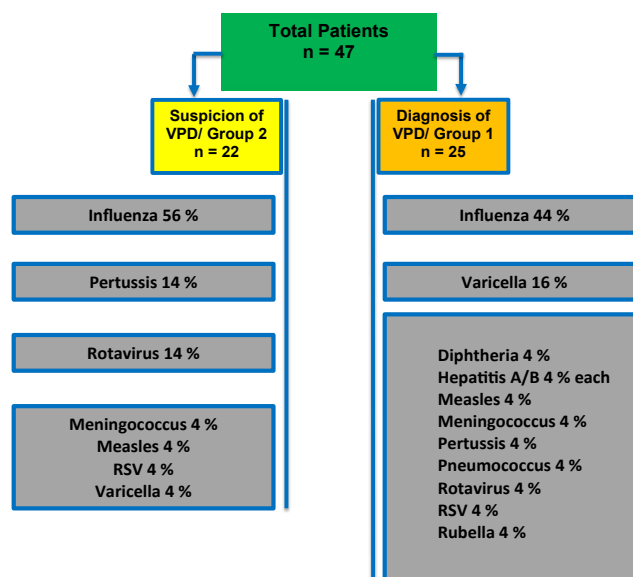 Total Patients
n = 47
Suspicion of
VPD/ Group 2
n = 22
Diagnosis of
VPD/ Group 1
n = 25
Influenza 56 %
Influenza 44 %
Pertussis 14 %
Varicella 16 %
Rotavirus 14 %
Meningococcus 4 %
Measles 4 %
RSV 4 %
Varicella 4 %
Diphtheria 4 %
Hepatitis A/B 4 % each
Measles 4 %
Meningococcus 4 %
Pertussis 4 %
Pneumococcus 4 %
Rotavirus 4 %
RSV 4 %
Rubella 4 %